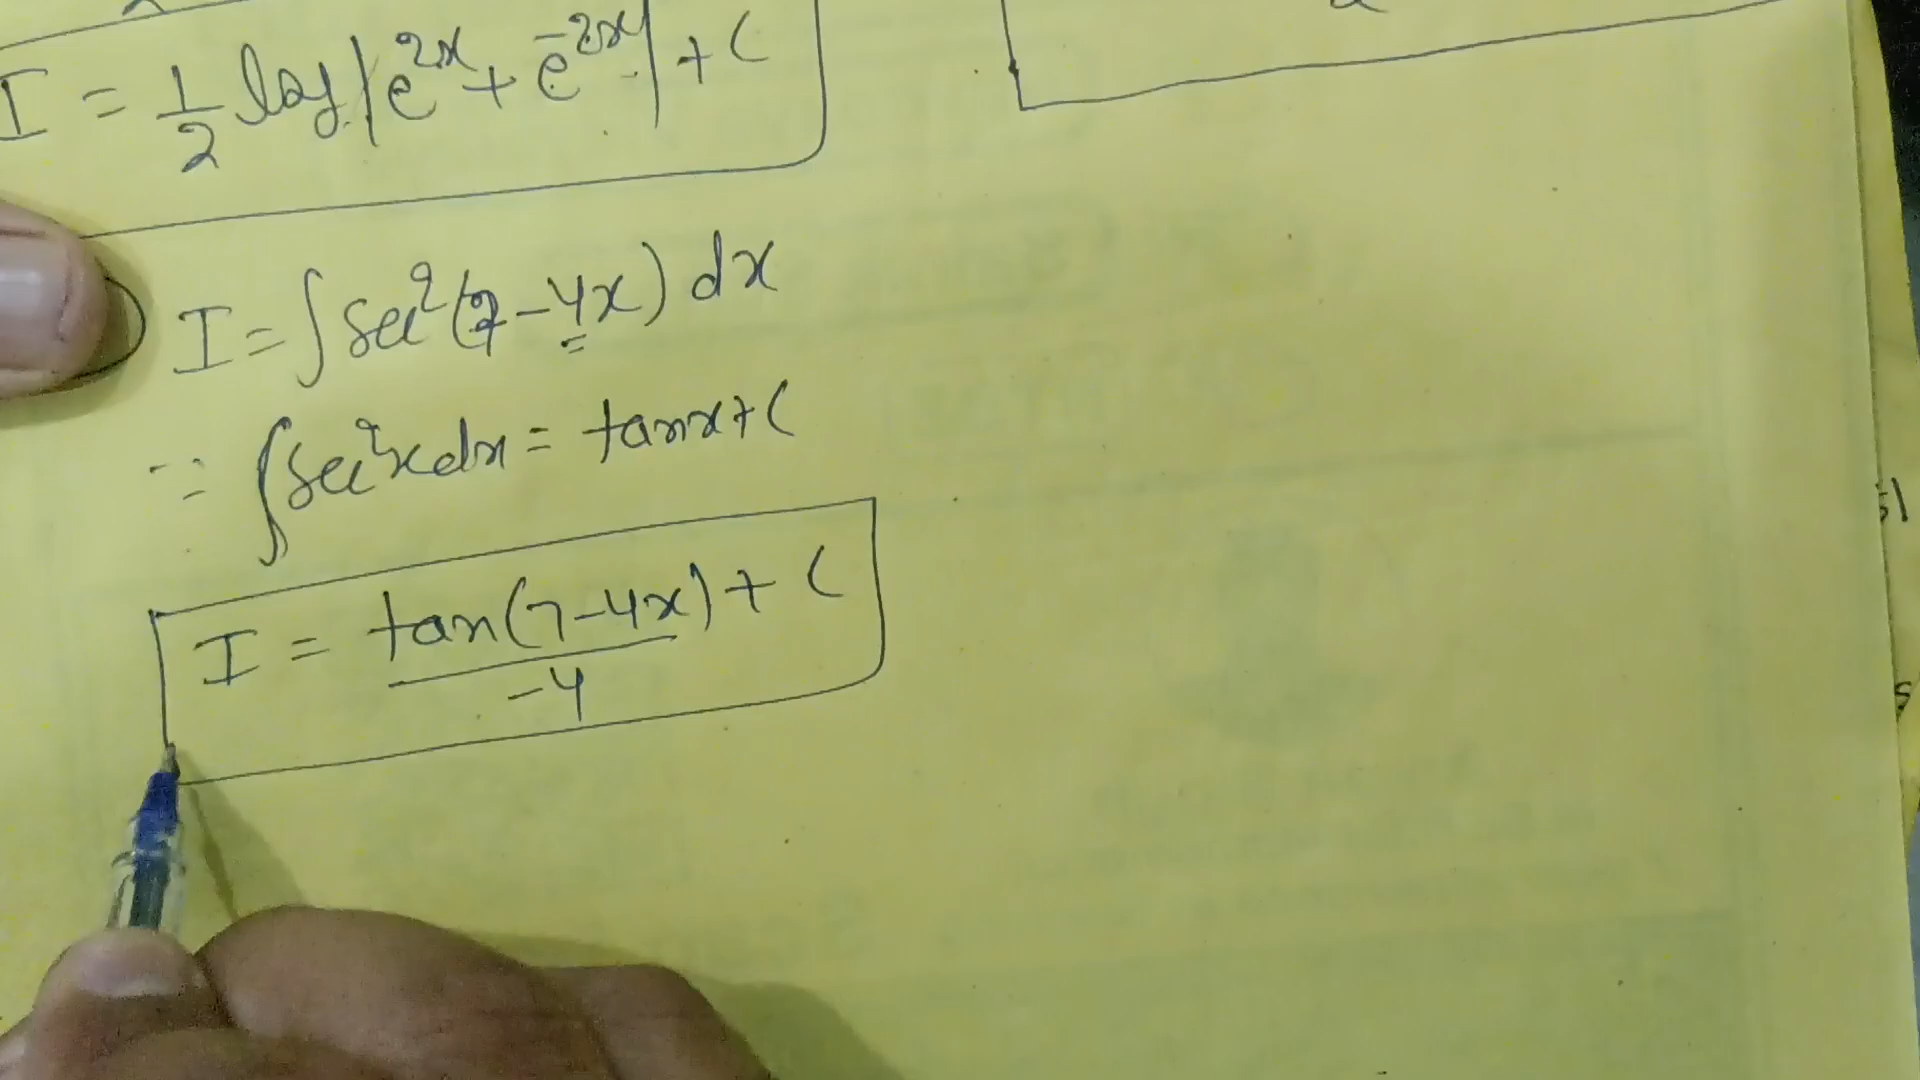 I = 1/2 log|e^2x + e^-2x| + C
I = ∫ sec²(7-4x) dx
∵ ∫ sec²x dx = tanx + C
I = tan(7-4x)/-4 + C